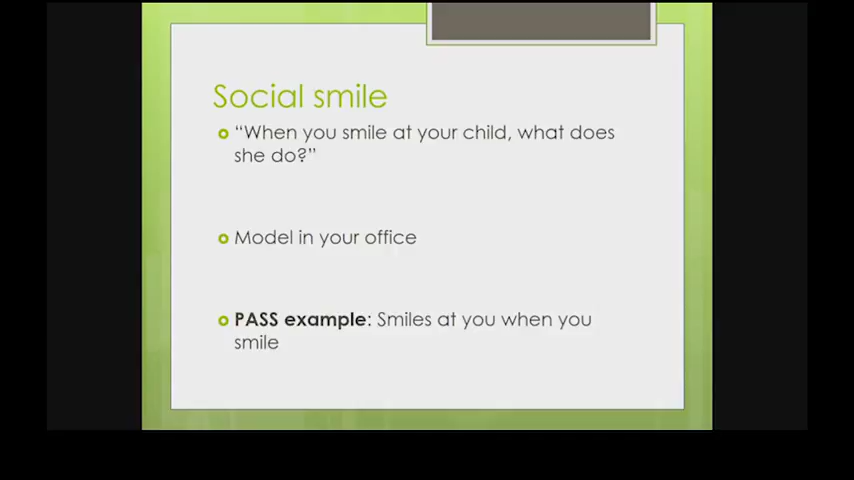 Social smile
“When you smile at your child, what does
she do?”
Model in your office
PASS example: Smiles at you when you
smile